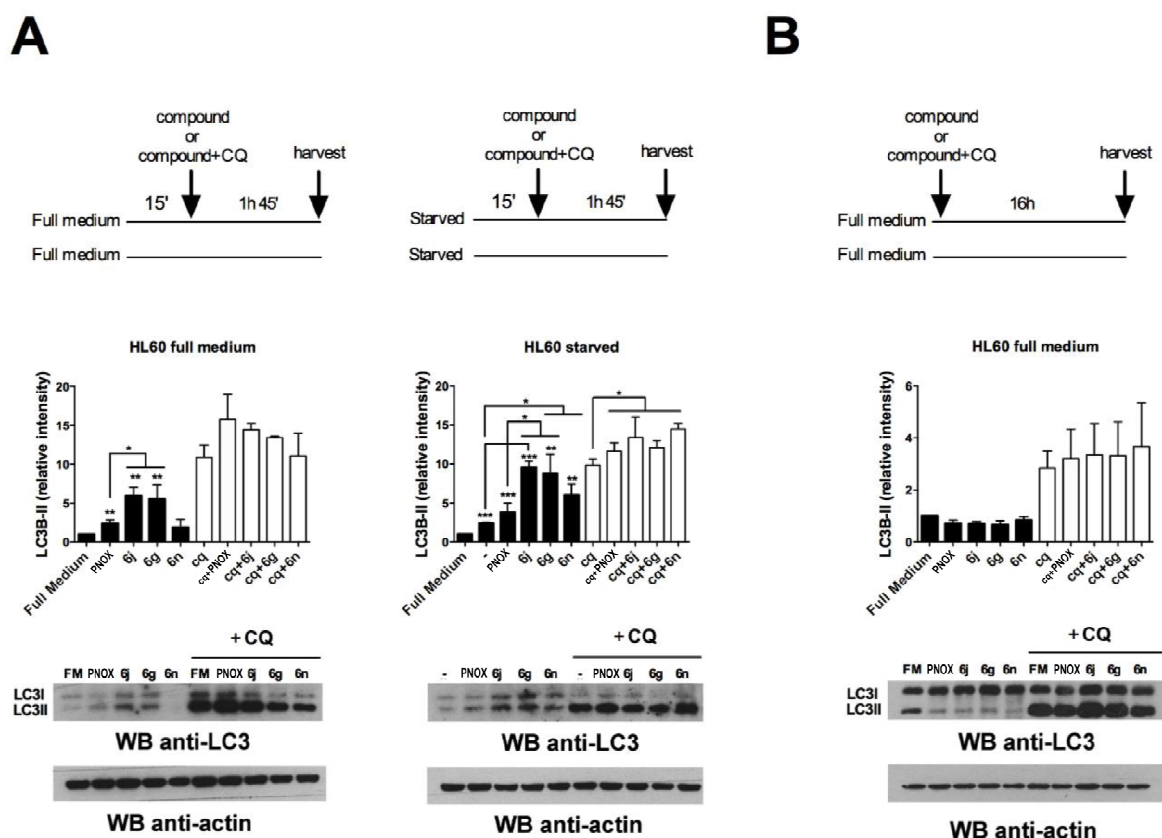 A
B
compound
or
compound+CQ
harvest
15'
1h 45'
Full medium
Full medium
compound
or
compound+CQ
harvest
15'
1h 45'
Starved
Starved
compound
or
compound+CQ
harvest
16h
Full medium
Full medium
HL60 full medium
LC3B-II (relative intensity)
20
15
10
5
0
*
**
**
**
Full Medium
PNOX
6j
6g
6n
cq
cq+PNOX
cq+6j
cq+6g
cq+6n
HL60 starved
LC3B-II (relative intensity)
20
15
10
5
0
*
*
*
***
***
***
**
**
Full Medium
-
PNOX
6j
6g
6n
cq
cq+PNOX
cq+6j
cq+6g
cq+6n
HL60 full medium
LC3B-II (relative intensity)
6
4
2
0
Full Medium
PNOX
6j
6g
6n
cq
cq+PNOX
cq+6j
cq+6g
cq+6n
+ CQ
FM PNOX 6j 6g 6n FM PNOX 6j 6g 6n
LC3I
LC3II
WB anti-LC3
WB anti-actin
+ CQ
- PNOX 6j 6g 6n - PNOX 6j 6g 6n
WB anti-LC3
WB anti-actin
+ CQ
FM PNOX 6j 6g 6n FM PNOX 6j 6g 6n
LC3I
LC3II
WB anti-LC3
WB anti-actin